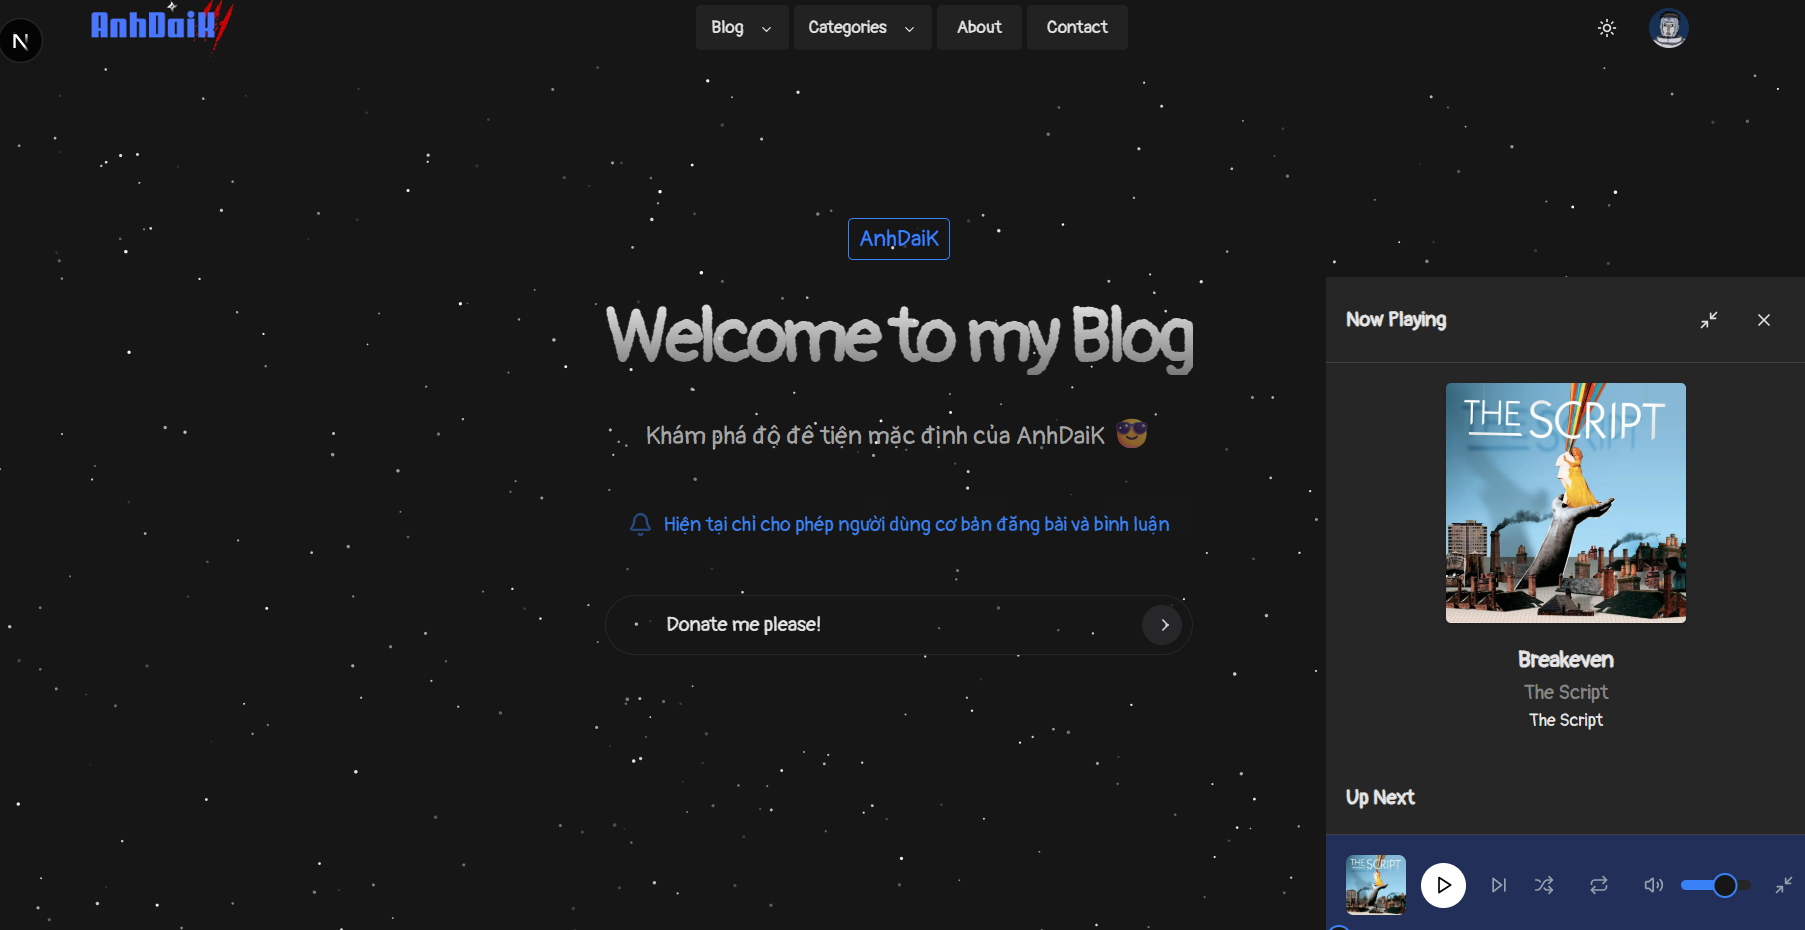 AnhDaiK
Blog
Categories
About
Contact
N
AnhDaiK
Welcome to my Blog
Khám phá độ đề tiện mặc định của AnhDaiK 😎
Hiện tại chỉ cho phép người dùng cơ bản đăng bài và bình luận
Donate me please!
Now Playing
THE SCRIPT
Breakeven
The Script
The Script
Up Next
THE SCRIPT